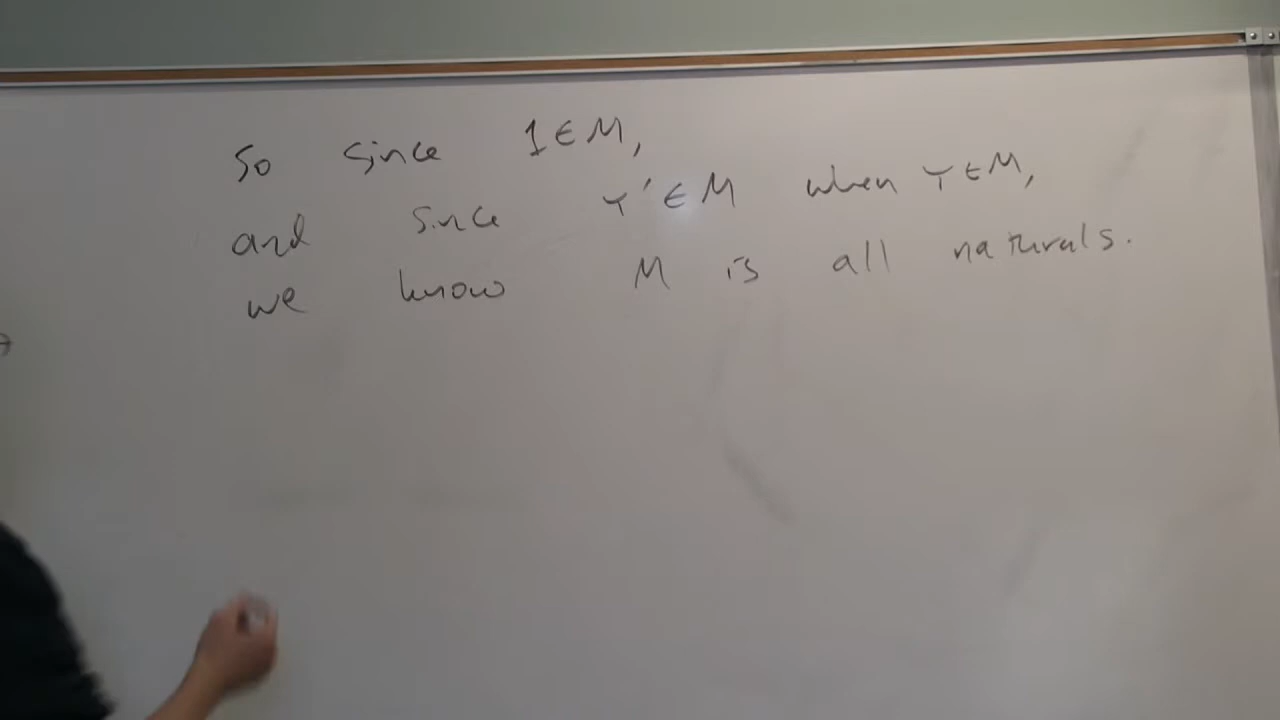 So since 1∈M,
and since Y'∈M when Y∈M,
we know M is all naturals.